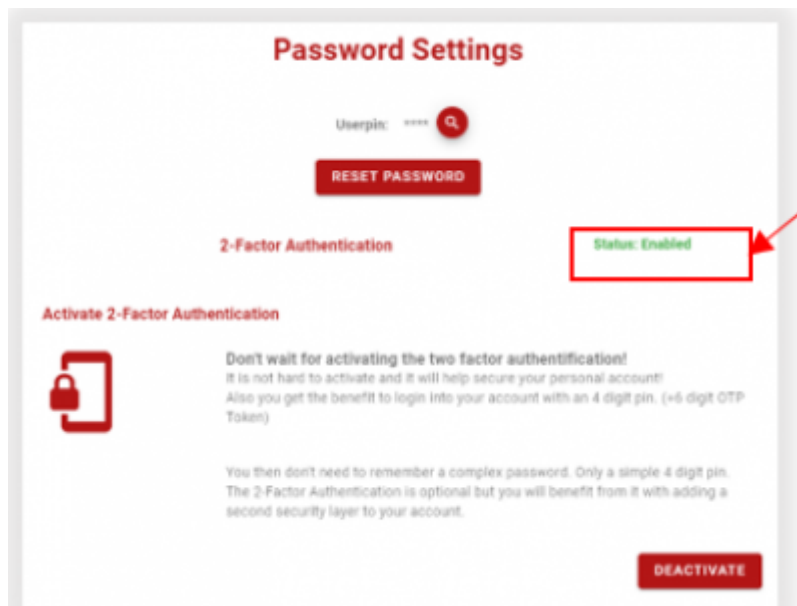 Password Settings
Userpin: ****
RESET PASSWORD
2-Factor Authentication
Status: Enabled
Activate 2-Factor Authentication
Don't wait for activating the two factor authentification!
It is not hard to activate and it will help secure your personal account!
Also you get the benefit to login into your account with an 4 digit pin. (+6 digit OTP
Token)
You then don't need to remember a complex password. Only a simple 4 digit pin.
The 2-Factor Authentication is optional but you will benefit from it with adding a
second security layer to your account.
DEACTIVATE